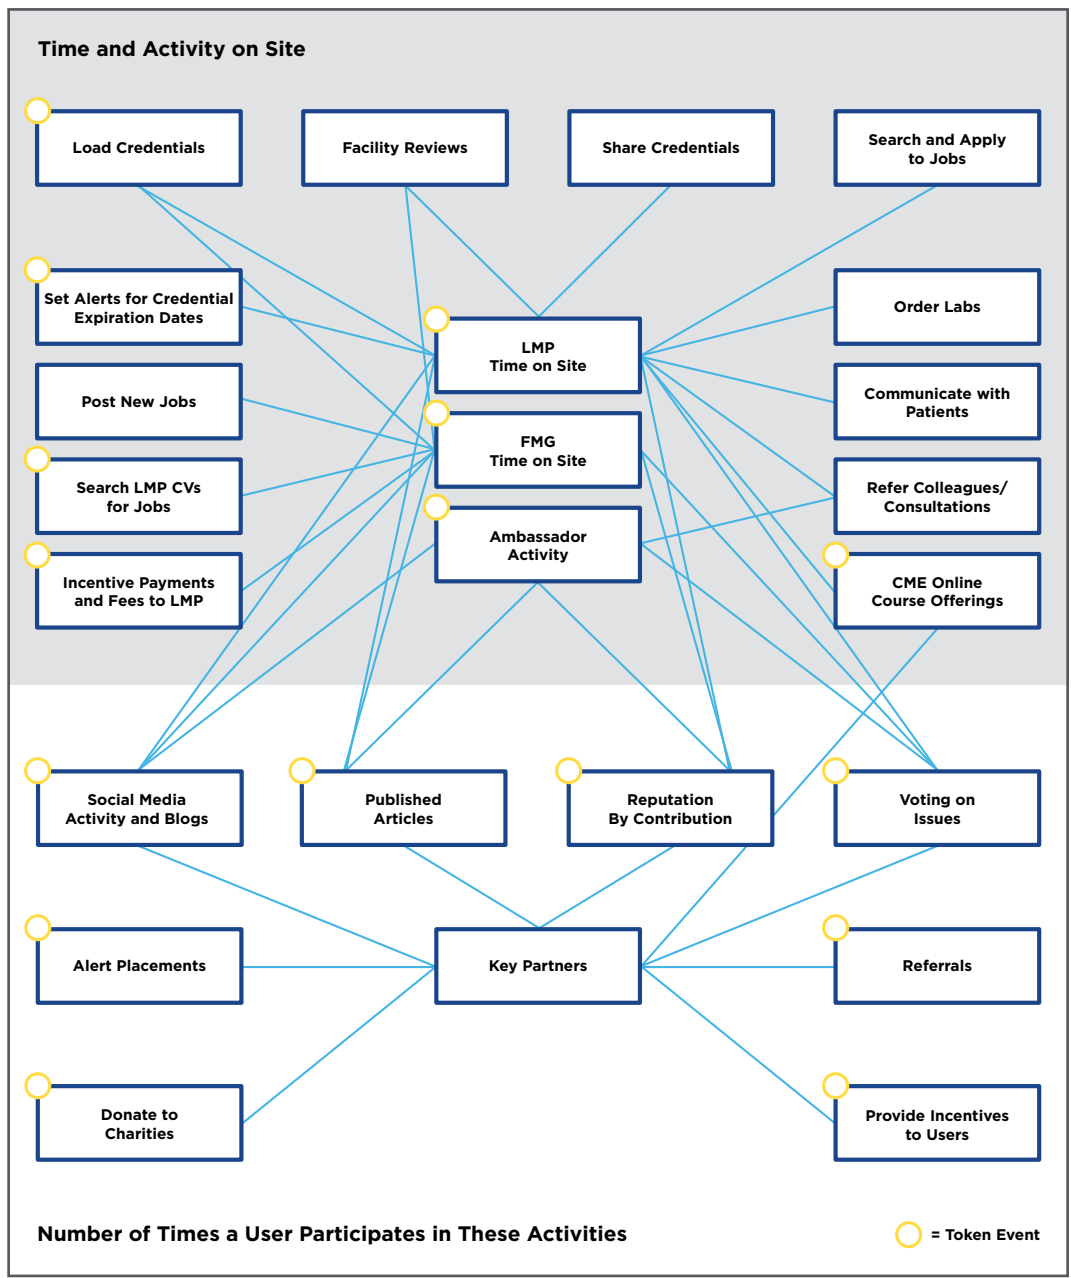 Time and Activity on Site
Load Credentials
Facility Reviews
Share Credentials
Search and Apply
to Jobs
Set Alerts for Credential
Expiration Dates
LMP
Time on Site
Order Labs
Post New Jobs
FMG
Time on Site
Communicate with
Patients
Search LMP CVs
for Jobs
Ambassador
Activity
Refer Colleagues/
Consultations
Incentive Payments
and Fees to LMP
CME Online
Course Offerings
Social Media
Activity and Blogs
Published
Articles
Reputation
By Contribution
Voting on
Issues
Alert Placements
Key Partners
Referrals
Donate to
Charities
Provide Incentives
to Users
Number of Times a User Participates in These Activities
= Token Event